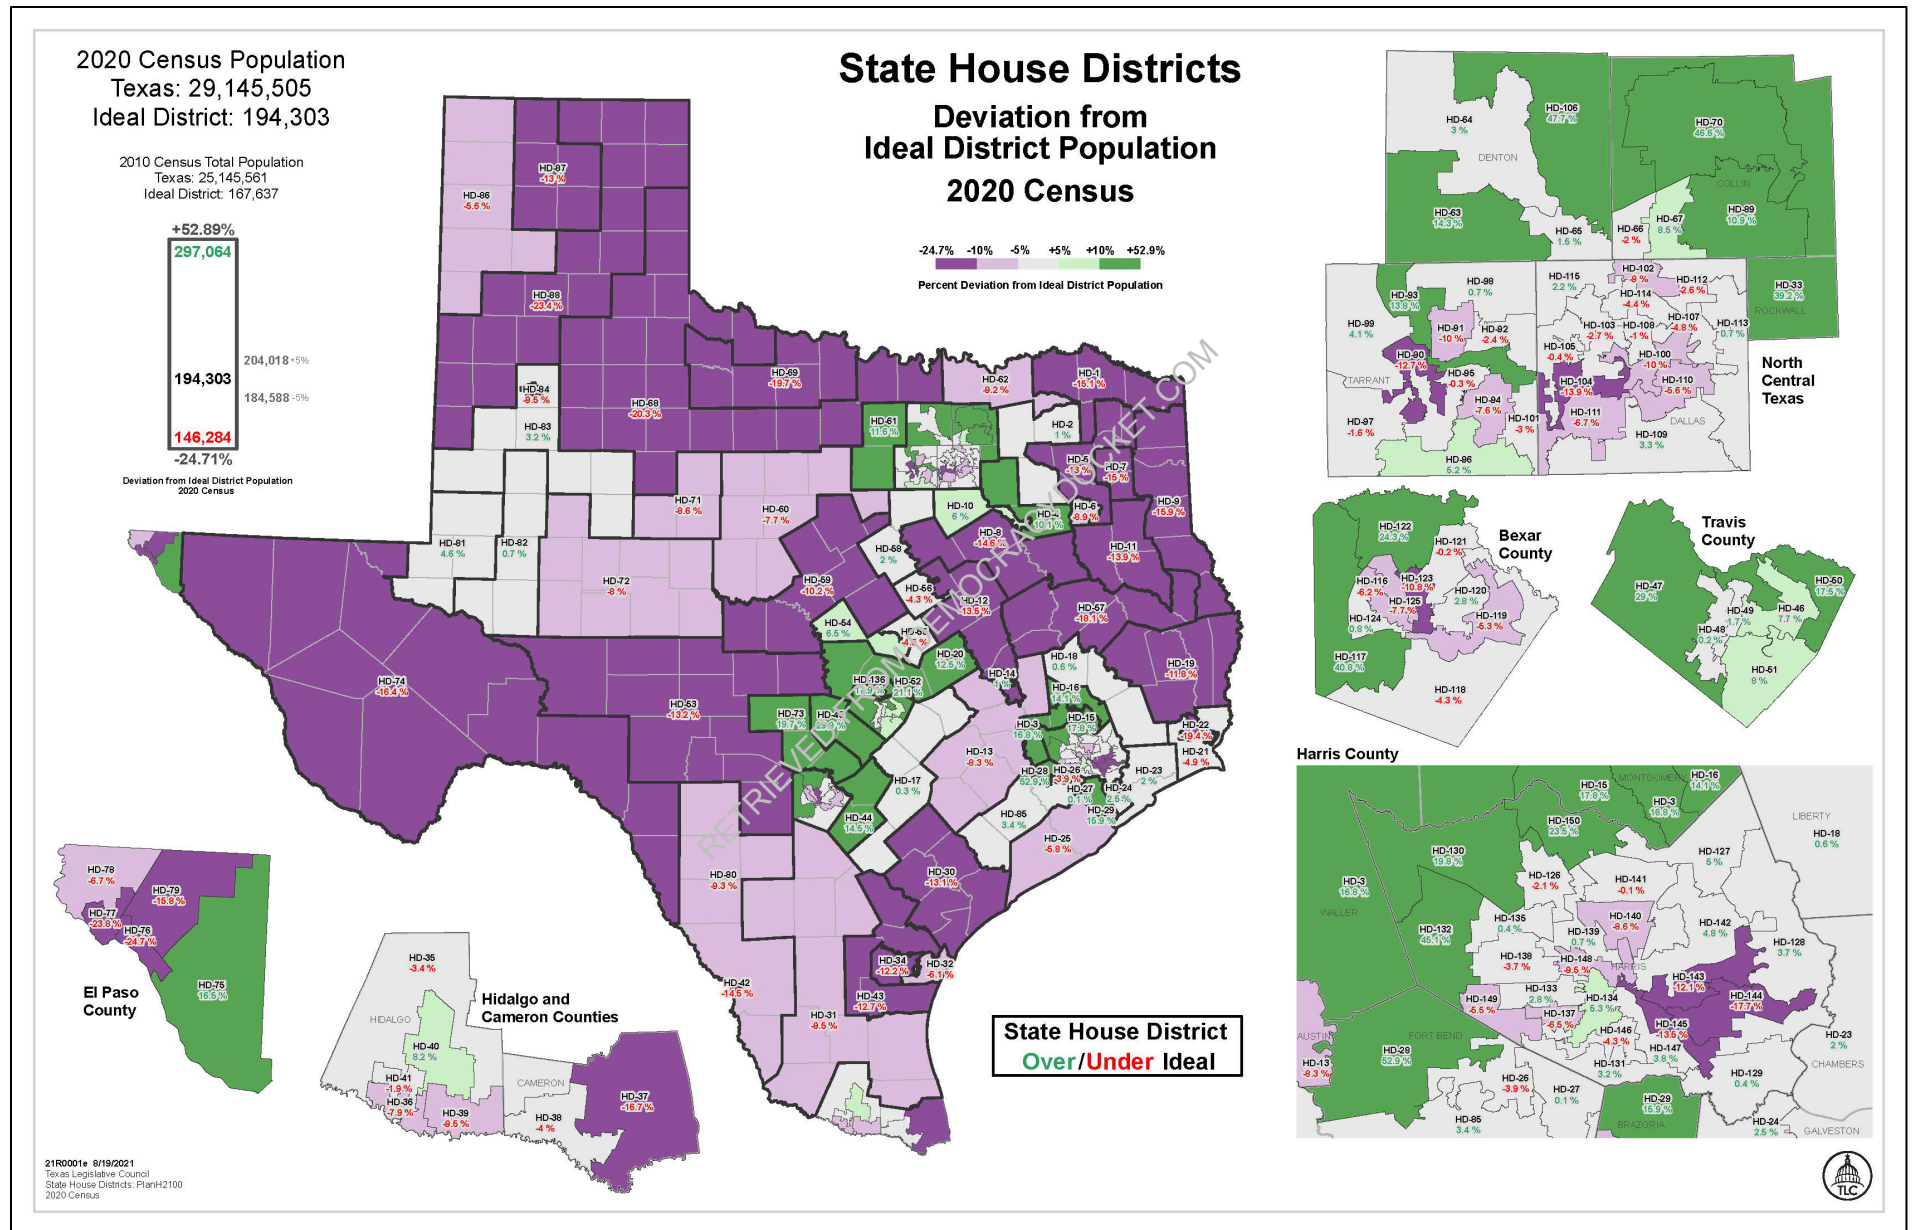 2020 Census Population
Texas: 29,145,505
Ideal District: 194,303
2010 Census Total Population
Texas: 25,145,561
Ideal District: 167,637
+52.89%
297,064
204,018 +5%
194,303
184,588 -5%
146,284
-24.71%
Deviation from Ideal District Population
2020 Census
State House Districts
Deviation from
Ideal District Population
2020 Census
-24.7% -10% -5% +5% +10% +52.9%
Percent Deviation from Ideal District Population
RETRIEVED FROM DEMOCRACYDOCKET.COM
HD-86
-5.6 %
HD-87
-13 %
HD-88
-23.4 %
HD-84
-9.5 %
HD-83
3.2 %
HD-68
-20.3 %
HD-69
-19.7 %
HD-62
-9.2 %
HD-1
-15.1 %
HD-61
11.6 %
HD-2
1 %
HD-5
-13 %
HD-7
-15 %
HD-9
-15.9 %
HD-71
-8.6 %
HD-60
-7.7 %
HD-10
6 %
HD-4
10.1 %
HD-6
-8.9 %
HD-81
4.6 %
HD-82
0.7 %
HD-58
2 %
HD-8
-14.6 %
HD-11
-13.9 %
HD-72
-8 %
HD-59
-10.2 %
HD-56
-4.3 %
HD-12
-13.5 %
HD-57
-18.1 %
HD-54
6.5 %
HD-20
12.5 %
HD-18
0.6 %
HD-19
-11.8 %
HD-74
-16.4 %
HD-53
-13.2 %
HD-136
HD-52
21.1 %
HD-14
HD-16
14.1 %
HD-73
19.7 %
HD-3
16.8 %
HD-15
17.8 %
HD-22
-19.4 %
HD-21
-4.9 %
HD-13
-8.3 %
HD-28
52.9 %
HD-26
-3.9 %
HD-23
2 %
HD-17
0.3 %
HD-27
0.1 %
HD-24
2.5 %
HD-44
14.5 %
HD-85
3.4 %
HD-29
15.9 %
HD-25
-5.8 %
HD-80
-9.3 %
HD-30
-13.1 %
HD-34
-12.2 %
HD-32
-6.1 %
HD-42
-14.5 %
HD-43
-12.7 %
HD-31
-9.5 %
State House District
Over/Under Ideal
HD-78
-6.7 %
HD-79
-15.8 %
HD-77
-23.8 %
HD-76
-24.7 %
HD-75
16.5 %
El Paso
County
HD-35
-3.4 %
HIDALGO
HD-40
8.2 %
HD-41
-1.9 %
HD-36
-7.9 %
HD-39
-9.5 %
CAMERON
HD-38
-4 %
HD-37
-16.7 %
Hidalgo and
Cameron Counties
HD-106
47.7 %
HD-64
3 %
DENTON
HD-70
46.6 %
COLLIN
HD-63
14.3 %
HD-65
1.5 %
HD-66
-2 %
HD-67
8.5 %
HD-89
10.9 %
HD-33
39.2 %
ROCKWALL
HD-93
13.8 %
HD-98
0.7 %
HD-115
2.2 %
HD-102
-9 %
HD-112
-2.6 %
HD-114
-4.4 %
HD-99
4.1 %
HD-91
-10 %
HD-92
-2.4 %
HD-103
-2.7 %
HD-108
-1 %
HD-107
-4.8 %
HD-113
0.7 %
HD-90
-12.7 %
HD-105
-0.4 %
HD-100
-10 %
TARRANT
HD-95
-0.3 %
HD-104
-13.9 %
HD-110
-5.6 %
HD-94
-7.6 %
HD-97
-1.6 %
HD-101
-3 %
HD-111
-6.7 %
DALLAS
HD-109
3.3 %
HD-96
5.2 %
North
Central
Texas
HD-122
24.3 %
HD-121
-0.2 %
HD-116
-6.2 %
HD-123
-10.8 %
HD-125
-7.7 %
HD-120
2.8 %
HD-124
0.8 %
HD-119
-5.3 %
HD-117
40.8 %
HD-118
-4.3 %
Bexar
County
Travis
County
HD-47
29 %
HD-50
17.5 %
HD-49
-1.7 %
HD-46
7.7 %
HD-48
0.2 %
HD-51
8 %
Harris County
HD-15
17.8 %
MONTGOMERY
HD-16
14.1 %
HD-3
16.8 %
HD-150
23.5 %
LIBERTY
HD-18
0.6 %
HD-130
19.8 %
HD-127
5 %
HD-3
16.8 %
WALLER
HD-126
-2.1 %
HD-141
-0.1 %
HD-132
45.1 %
HD-135
0.4 %
HD-140
-8.6 %
HD-142
4.8 %
HD-139
0.7 %
HD-128
3.7 %
HD-138
-3.7 %
HD-148
-9.5 %
HARRIS
HD-143
-12.1 %
HD-133
2.8 %
HD-134
5.3 %
HD-144
-17.7 %
HD-149
-5.5 %
HD-137
-6.5 %
HD-146
-4.3 %
HD-145
-13.5 %
AUSTIN
FORT BEND
HD-28
52.9 %
HD-147
3.8 %
HD-23
2 %
CHAMBERS
HD-13
-8.3 %
HD-131
3.2 %
HD-129
0.4 %
HD-26
-3.9 %
HD-27
0.1 %
HD-29
15.9 %
HD-85
3.4 %
BRAZORIA
HD-24
2.5 %
GALVESTON
21R0001e 8/19/2021
Texas Legislative Council
State House Districts: PlanH2100
2020 Census
TLC